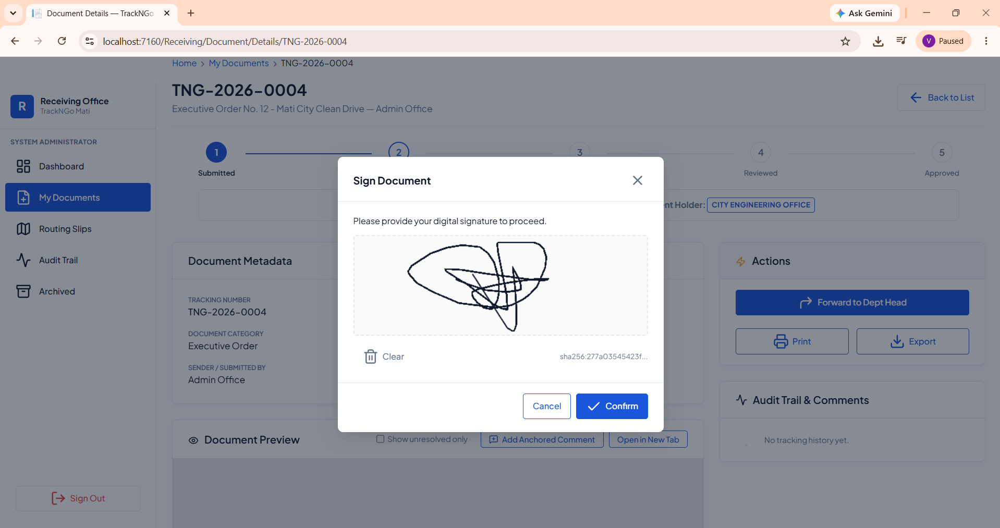 Document Details — TrackNGo
Ask Gemini
localhost:7160/Receiving/Document/Details/TNG-2026-0004
V
Paused
Home > My Documents > TNG-2026-0004
TNG-2026-0004
Executive Order No. 12 - Mati City Clean Drive — Admin Office
Back to List
R
Receiving Office
TrackNGo Mati
SYSTEM ADMINISTRATOR
Dashboard
My Documents
Routing Slips
Audit Trail
Archived
Sign Out
1
2
3
4
5
Submitted
Reviewed
Approved
nt Holder: CITY ENGINEERING OFFICE
Sign Document
Please provide your digital signature to proceed.
Clear
sha256:277a03545423f...
Cancel
Confirm
Document Metadata
TRACKING NUMBER
TNG-2026-0004
DOCUMENT CATEGORY
Executive Order
SENDER / SUBMITTED BY
Admin Office
Document Preview
Show unresolved only
Add Anchored Comment
Open in New Tab
Actions
Forward to Dept Head
Print
Export
Audit Trail & Comments
No tracking history yet.